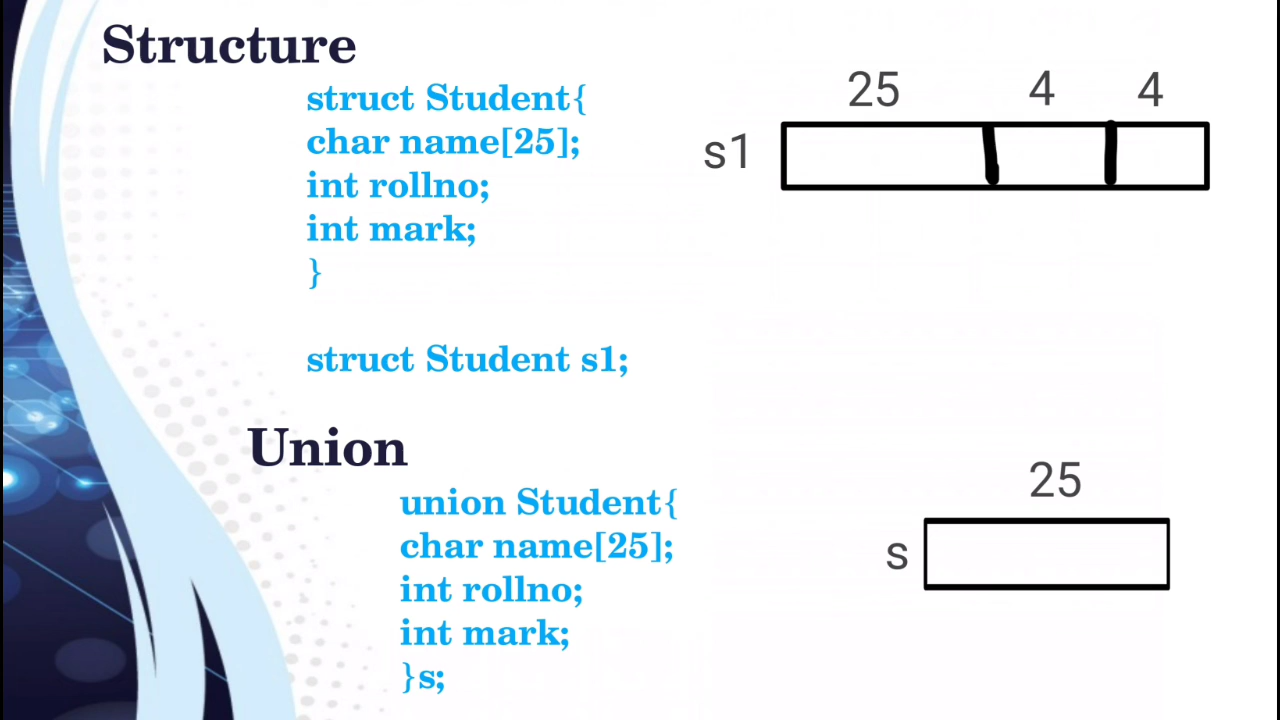 Structure
struct Student{
char name[25];
int rollno;
int mark;
}
struct Student s1;
25 4 4
s1
Union
union Student{
char name[25];
int rollno;
int mark;
}s;
25
s